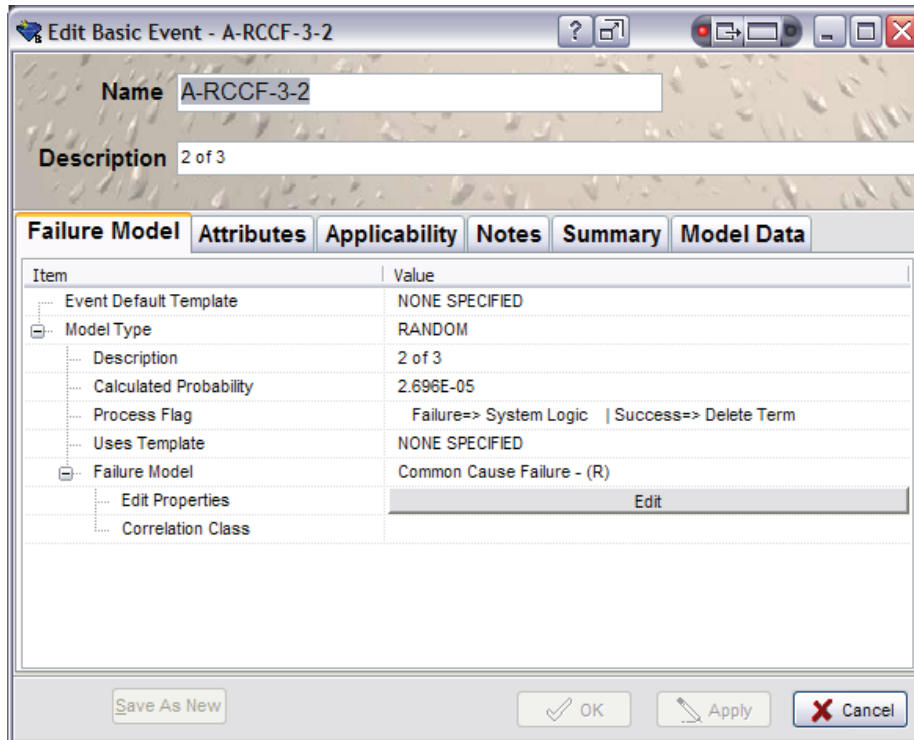 Edit Basic Event - A-RCCF-3-2
Name A-RCCF-3-2
Description 2 of 3
Failure Model Attributes Applicability Notes Summary Model Data
Item Value
Event Default Template NONE SPECIFIED
Model Type RANDOM
Description 2 of 3
Calculated Probability 2.696E-05
Process Flag Failure=> System Logic | Success=> Delete Term
Uses Template NONE SPECIFIED
Failure Model Common Cause Failure - (R)
Edit Properties Edit
Correlation Class
Save As New OK Apply Cancel